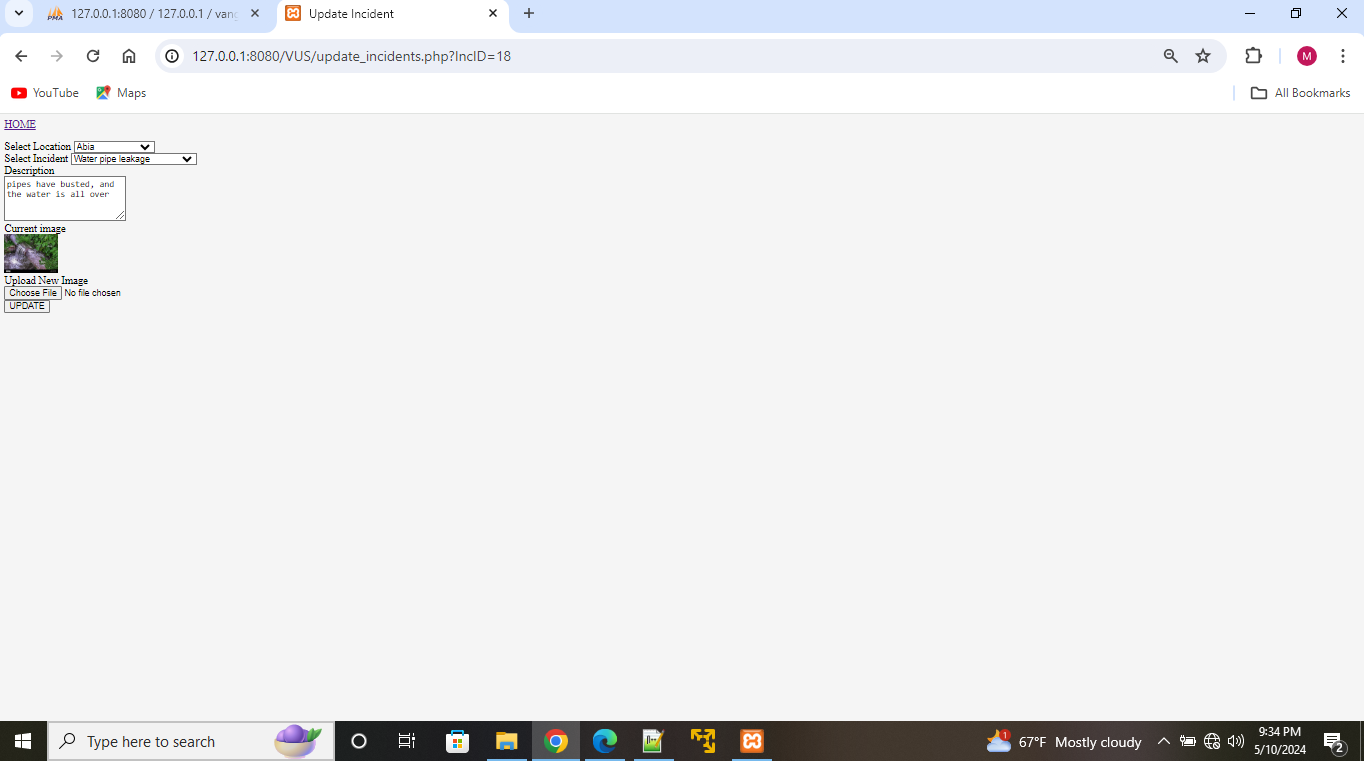 PMA
127.0.0.1:8080 / 127.0.0.1 / vang
Update Incident
127.0.0.1:8080/VUS/update_incidents.php?IncID=18
M
YouTube
Maps
All Bookmarks
HOME
Select Location Abia
Select Incident Water pipe leakage
Description
pipes have busted, and
the water is all over
Current image
Upload New Image
Choose File No file chosen
UPDATE
Type here to search
1
67°F Mostly cloudy
9:34 PM
5/10/2024
2